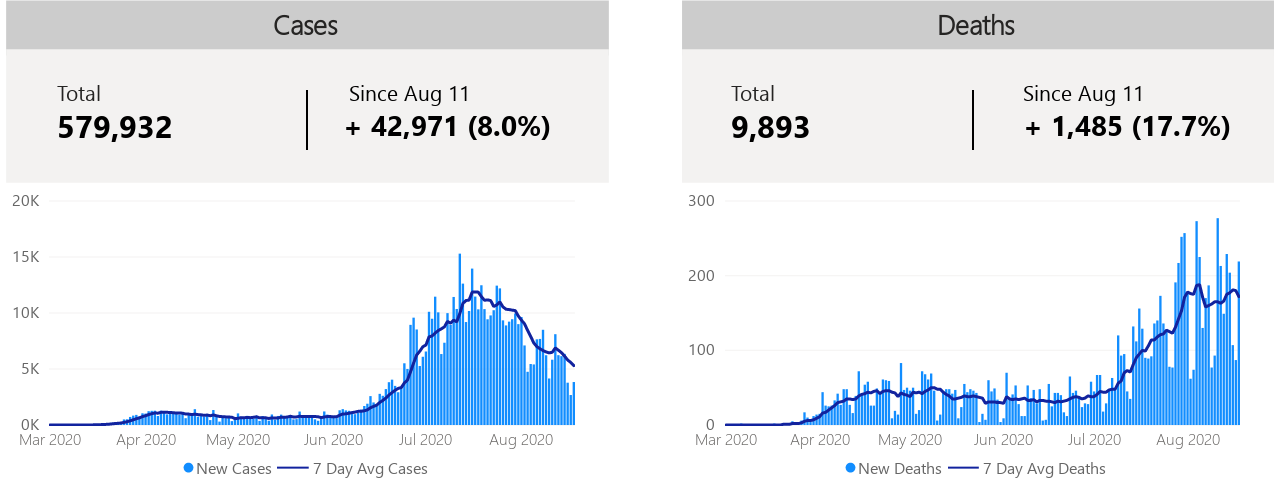 Cases
Total
579,932
Since Aug 11
+ 42,971 (8.0%)
20K
15K
10K
5K
0K
Mar 2020 Apr 2020 May 2020 Jun 2020 Jul 2020 Aug 2020
New Cases 7 Day Avg Cases
Deaths
Total
9,893
Since Aug 11
+ 1,485 (17.7%)
300
200
100
0
Mar 2020 Apr 2020 May 2020 Jun 2020 Jul 2020 Aug 2020
New Deaths 7 Day Avg Deaths